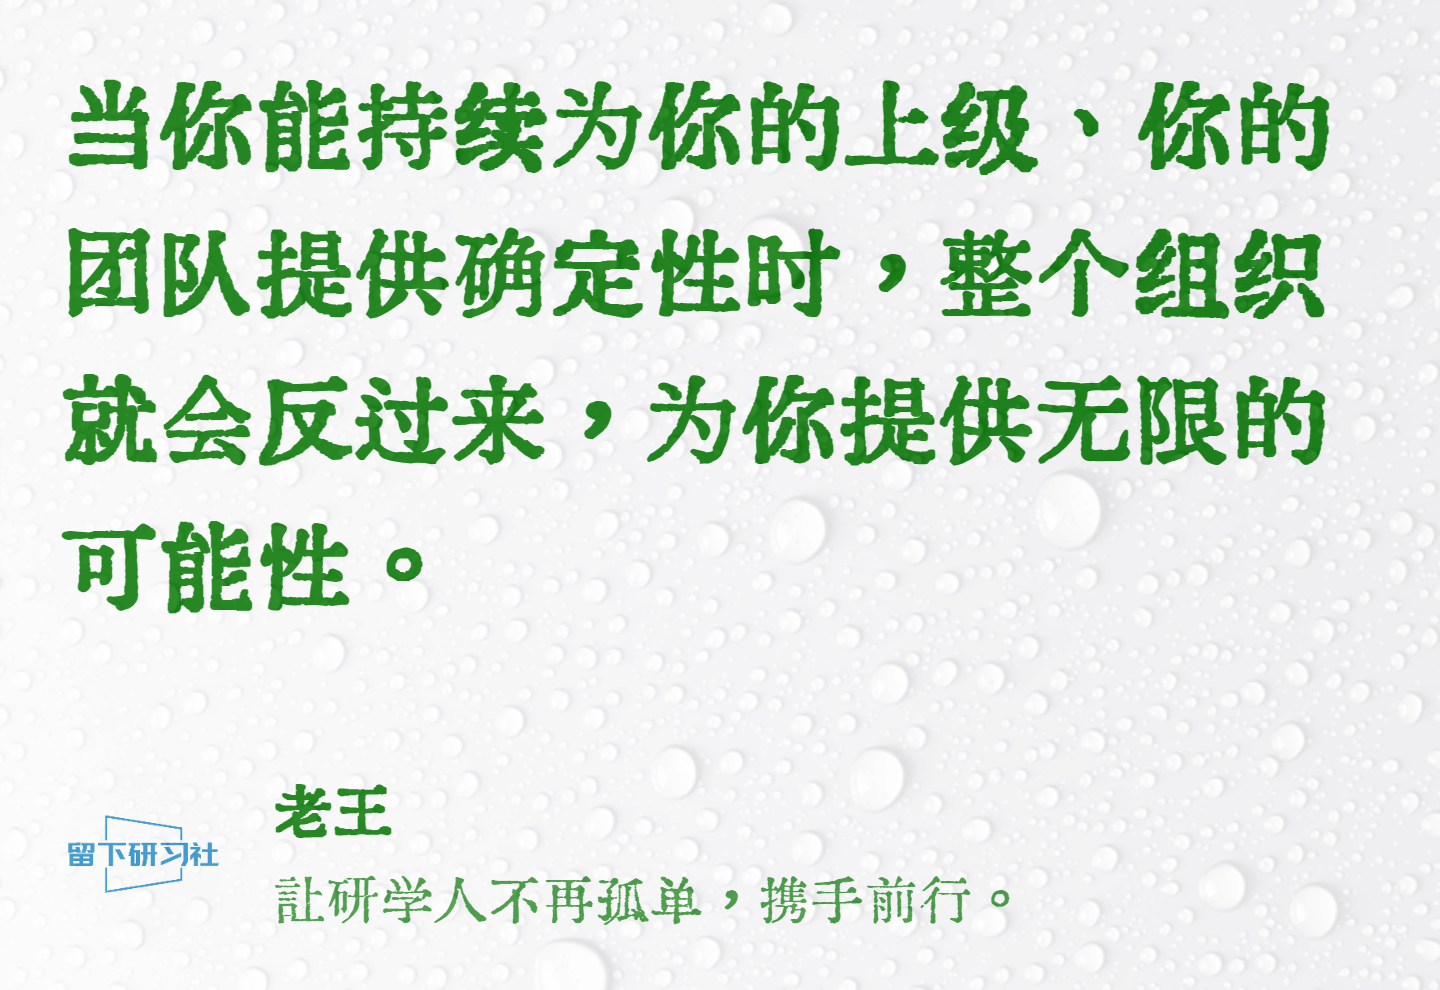 当你能持续为你的上级、你的
团队提供确定性时，整个组织
就会反过来，为你提供无限的
可能性。
老王
留下研习社
让研学人不再孤单，携手前行。